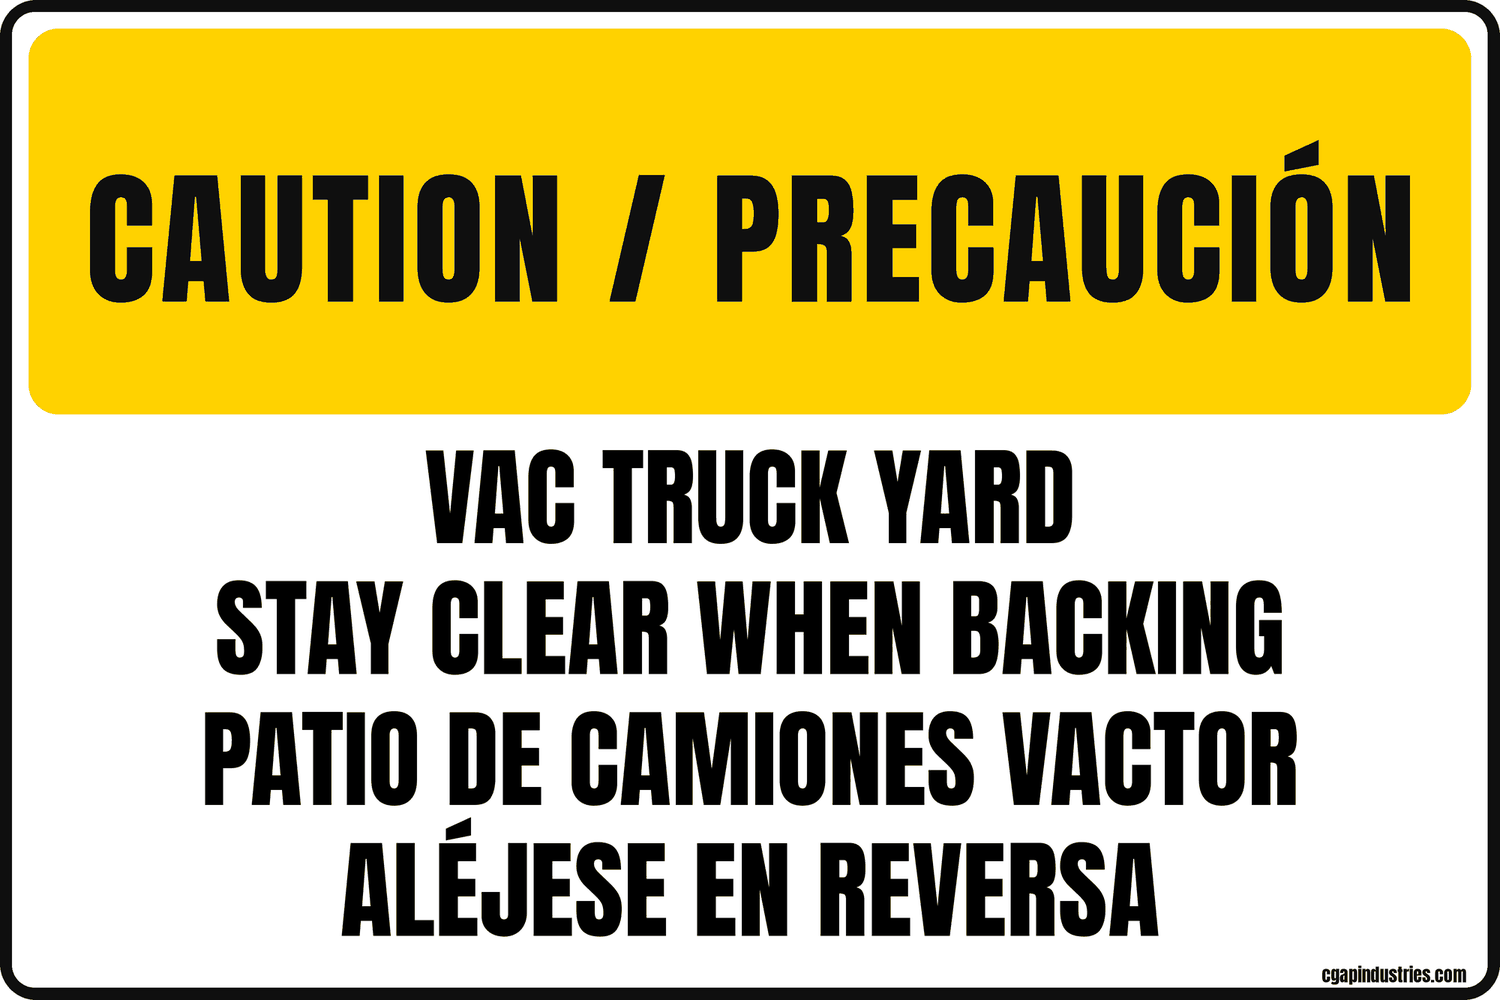 CAUTION / PRECAUCIÓN
VAC TRUCK YARD
STAY CLEAR WHEN BACKING
PATIO DE CAMIONES VACTOR
ALÉJESE EN REVERSA
cgapindustries.com